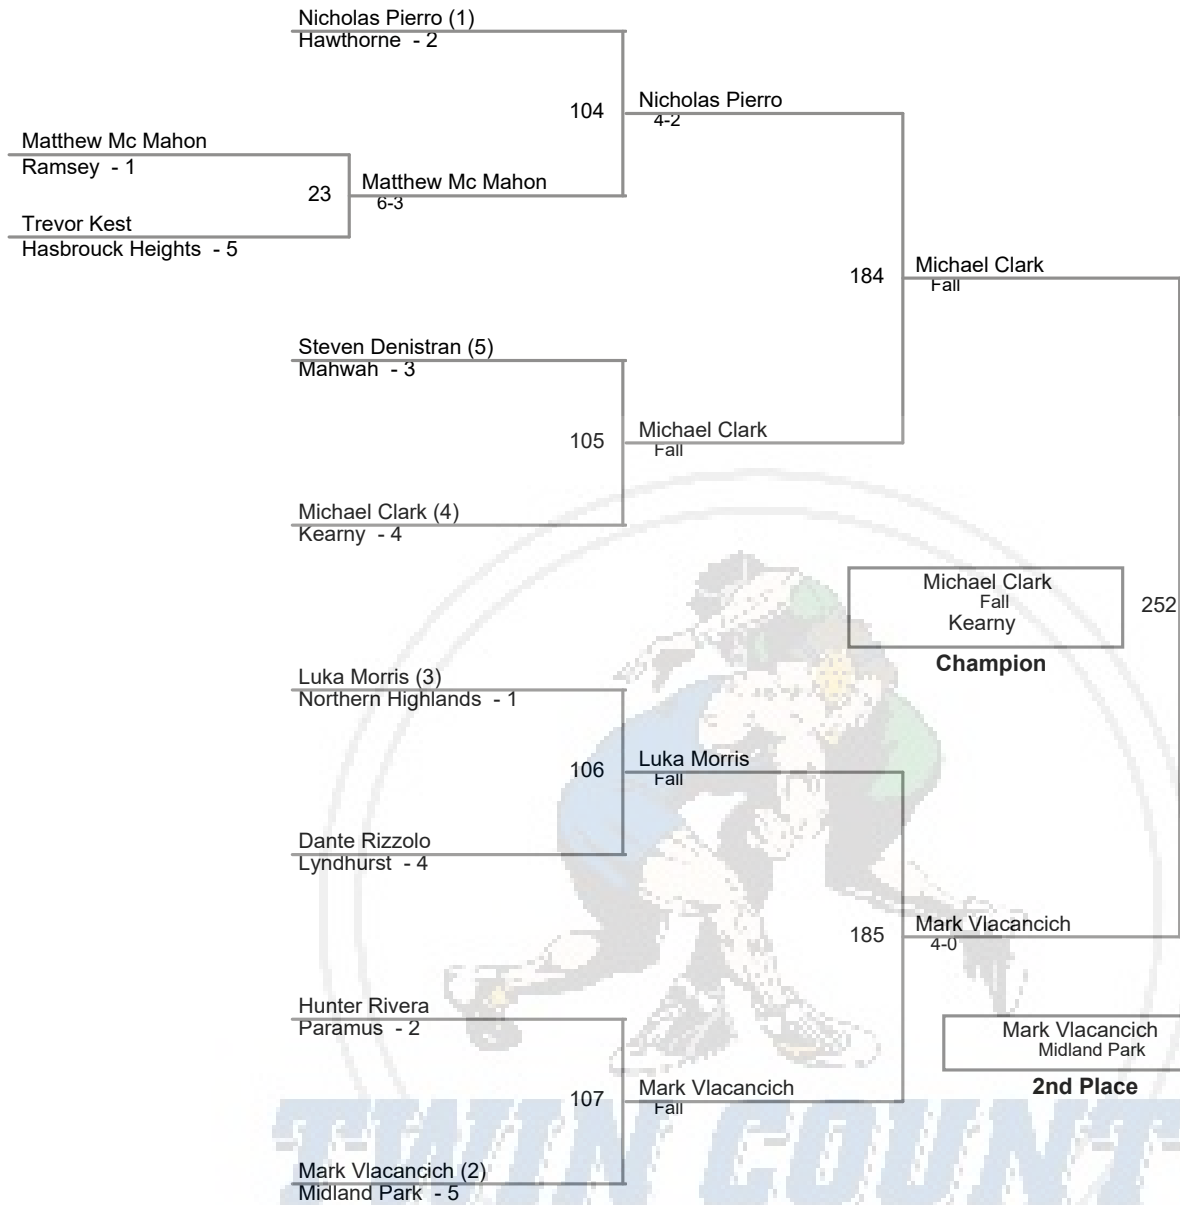 Nicholas Pierro (1)
Hawthorne - 2
104
Nicholas Pierro
4-2
Matthew Mc Mahon
Ramsey - 1
23
Matthew Mc Mahon
6-3
Trevor Kest
Hasbrouck Heights - 5
184
Michael Clark
Fall
Steven Denistran (5)
Mahwah - 3
105
Michael Clark
Fall
Michael Clark (4)
Kearny - 4
Michael Clark
Fall
Kearny
252
Champion
Luka Morris (3)
Northern Highlands - 1
106
Luka Morris
Fall
Dante Rizzolo
Lyndhurst - 4
185
Mark Vlacancich
4-0
Hunter Rivera
Paramus - 2
Mark Vlacancich
Midland Park
2nd Place
107
Mark Vlacancich
Fall
Mark Vlacancich (2)
Midland Park - 5
TWIN COUNT